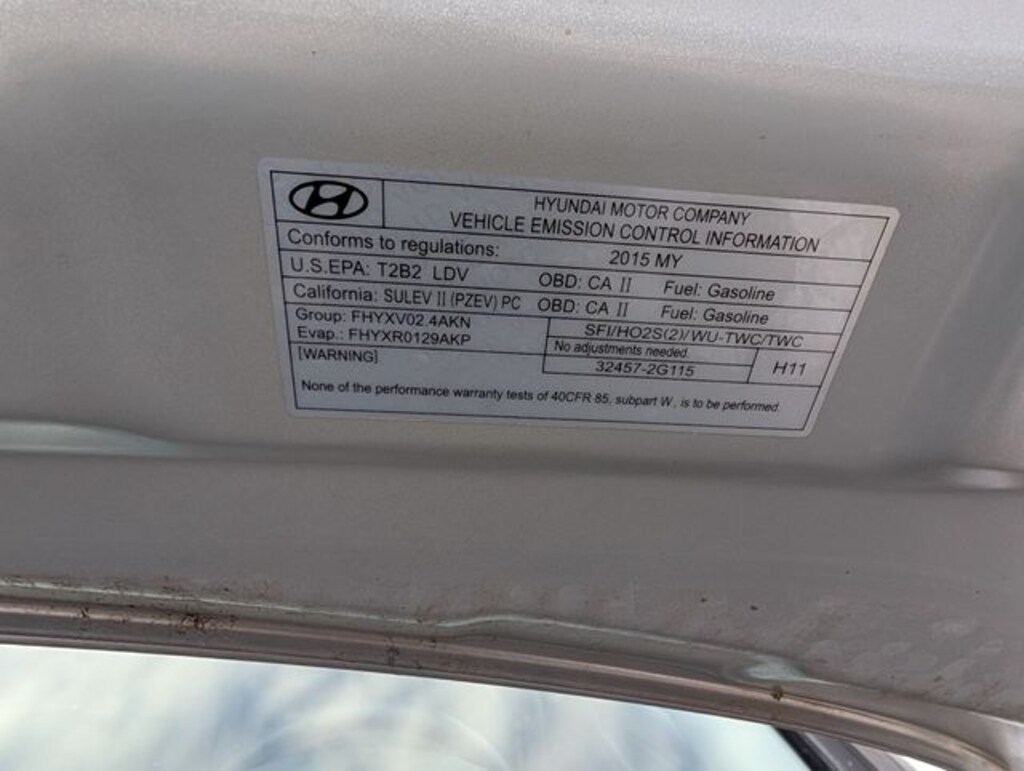 HYUNDAI MOTOR COMPANY
VEHICLE EMISSION CONTROL INFORMATION
Conforms to regulations: 2015 MY
U.S.EPA: T2B2 LDV OBD: CA II Fuel: Gasoline
California: SULEV II (PZEV) PC OBD: CA II Fuel: Gasoline
Group: FHYXV02.4AKN
Evap.: FHYXR0129AKP
SFI/HO2S(2)/WU-TWC/TWC
No adjustments needed.
32457-2G115
H11
[WARNING]
None of the performance warranty tests of 40CFR 85, subpart W, is to be performed.